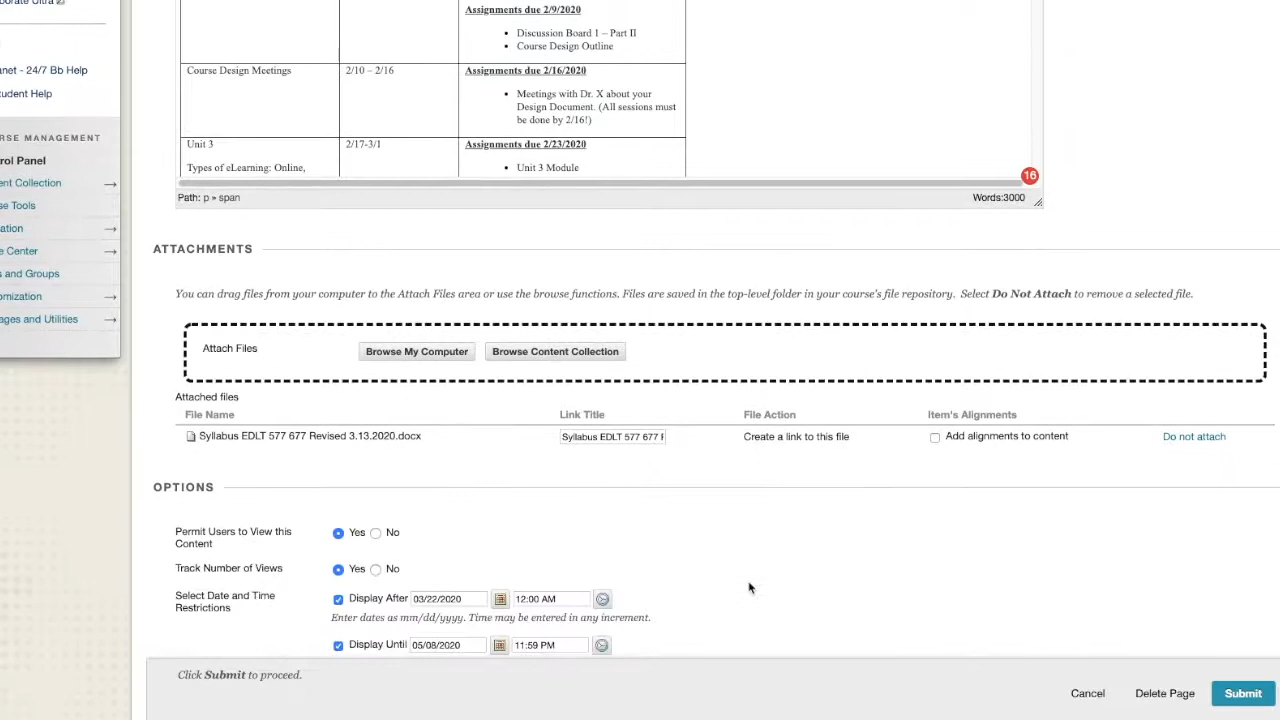 Assignments due 2/9/2020
Discussion Board 1 – Part II
anet - 24/7 Bb Help
Course Design Outline
Course Design Meetings
2/10 – 2/16
Assignments due 2/16/2020
udent Help
Meetings with Dr. X about your
Design Document. (All sessions must
be done by 2/16!)
RSE MANAGEMENT
rol Panel
Unit 3
2/17-3/1
Assignments due 2/23/2020
Types of eLearning: Online,
Unit 3 Module
16
ent Collection
Path: p » span
Words:3000
se Tools
ation
e Center
s and Groups
omization
ages and Utilities
ATTACHMENTS
You can drag files from your computer to the Attach Files area or use the browse functions. Files are saved in the top-level folder in your course's file repository. Select Do Not Attach to remove a selected file.
Attach Files
Browse My Computer
Browse Content Collection
Attached files
File Name
Link Title
File Action
Item's Alignments
Syllabus EDLT 577 677 Revised 3.13.2020.docx
Syllabus EDLT 577 677 F
Create a link to this file
Add alignments to content
Do not attach
OPTIONS
Permit Users to View this
Content
Yes No
Track Number of Views
Yes No
Select Date and Time
Restrictions
Display After 03/22/2020 12:00 AM
Enter dates as mm/dd/yyyy. Time may be entered in any increment.
Display Until 05/08/2020 11:59 PM
Click Submit to proceed.
Cancel
Delete Page
Submit